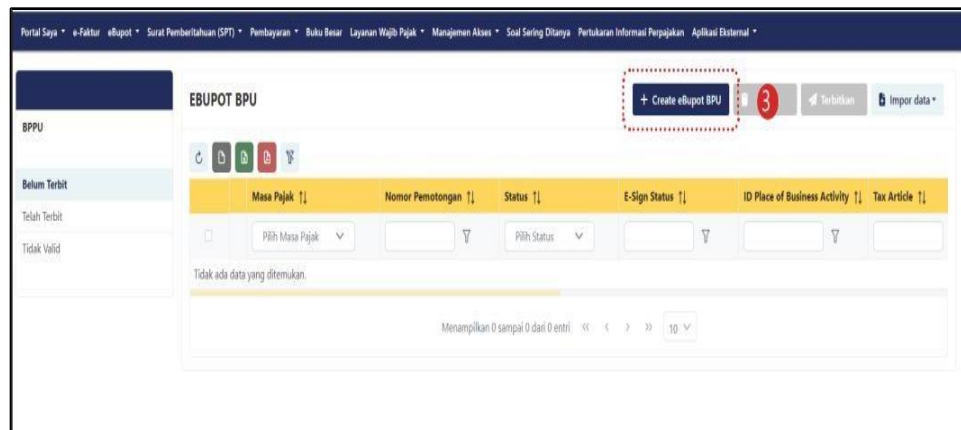 Portal Saya e-Faktur eBupot Surat Pemberitahuan (SPT) Pembayaran Buku Besar Layanan Wajib Pajak Manajemen Akses Soal Sering Ditanya Pertukaran Informasi Perpajakan Aplikasi Eksternal
BPPU
Belum Terbit
Telah Terbit
Tidak Valid
EBUPOT BPU
+ Create eBupot BPU 3 Terbitkan Impor data
Masa Pajak Nomor Pemotongan Status E-Sign Status ID Place of Business Activity Tax Article
Pilih Masa Pajak Pilih Status
Tidak ada data yang ditemukan.
Menampilkan 0 sampai 0 dari 0 entri << < > >> 10